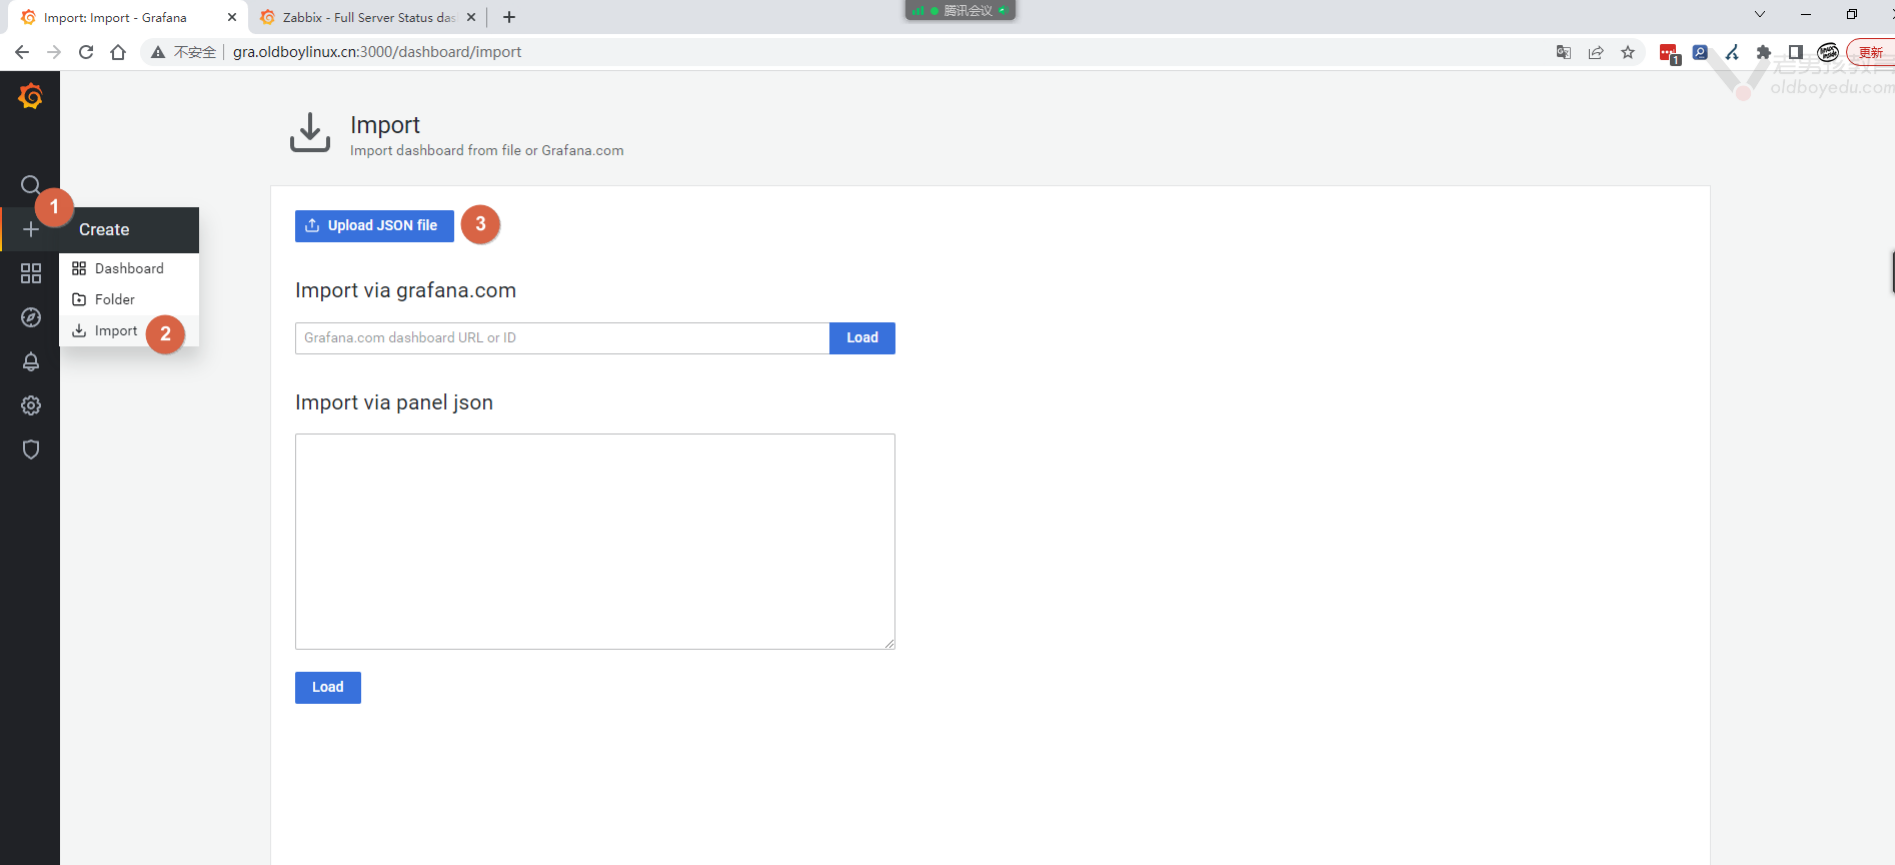 Import: Import - Grafana
Zabbix - Full Server Status das
腾讯会议
不安全
gra.oldboylinux.cn:3000/dashboard/import
1
更新
老男孩教育
oldboyedu.com
Import
Import dashboard from file or Grafana.com
1
Create
Dashboard
Folder
Import
2
Upload JSON file
3
Import via grafana.com
Grafana.com dashboard URL or ID
Load
Import via panel json
Load